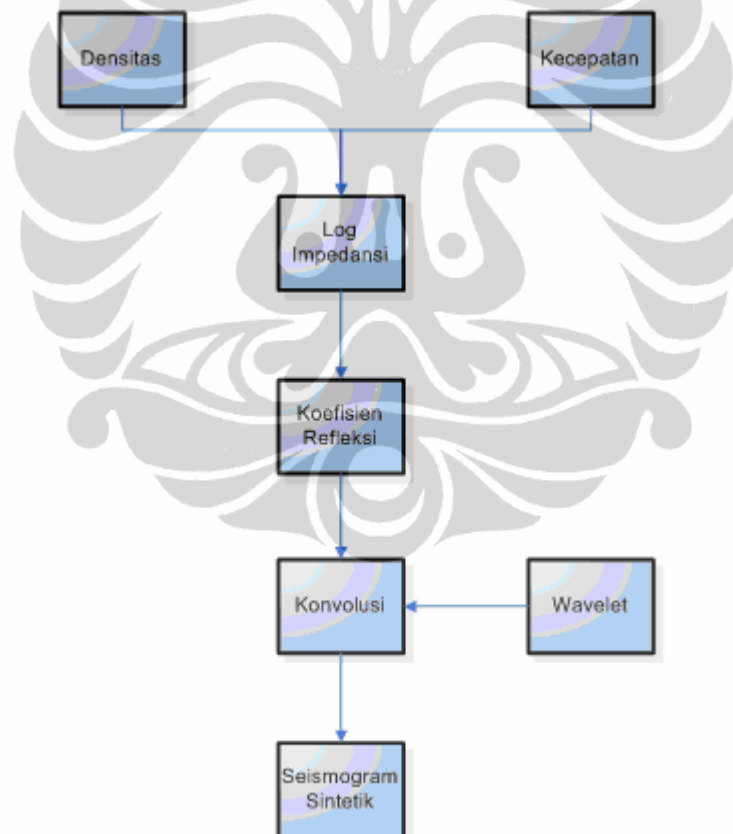 Densitas
Kecepatan
Log
Impedansi
Koefisien
Refleksi
Konvolusi
Wavelet
Seismogram
Sintetik